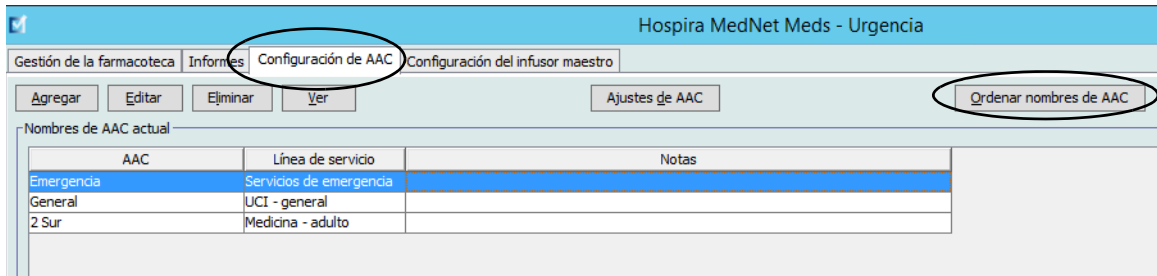 Hospira MedNet Meds - Urgencia
Gestión de la farmacoteca Informes Configuración de AAC Configuración del infusor maestro
Agregar Editar Eliminar Ver Ajustes de AAC Ordenar nombres de AAC
Nombres de AAC actual
AAC Línea de servicio Notas
Emergencia Servicios de emergencia
General UCI - general
2 Sur Medicina - adulto